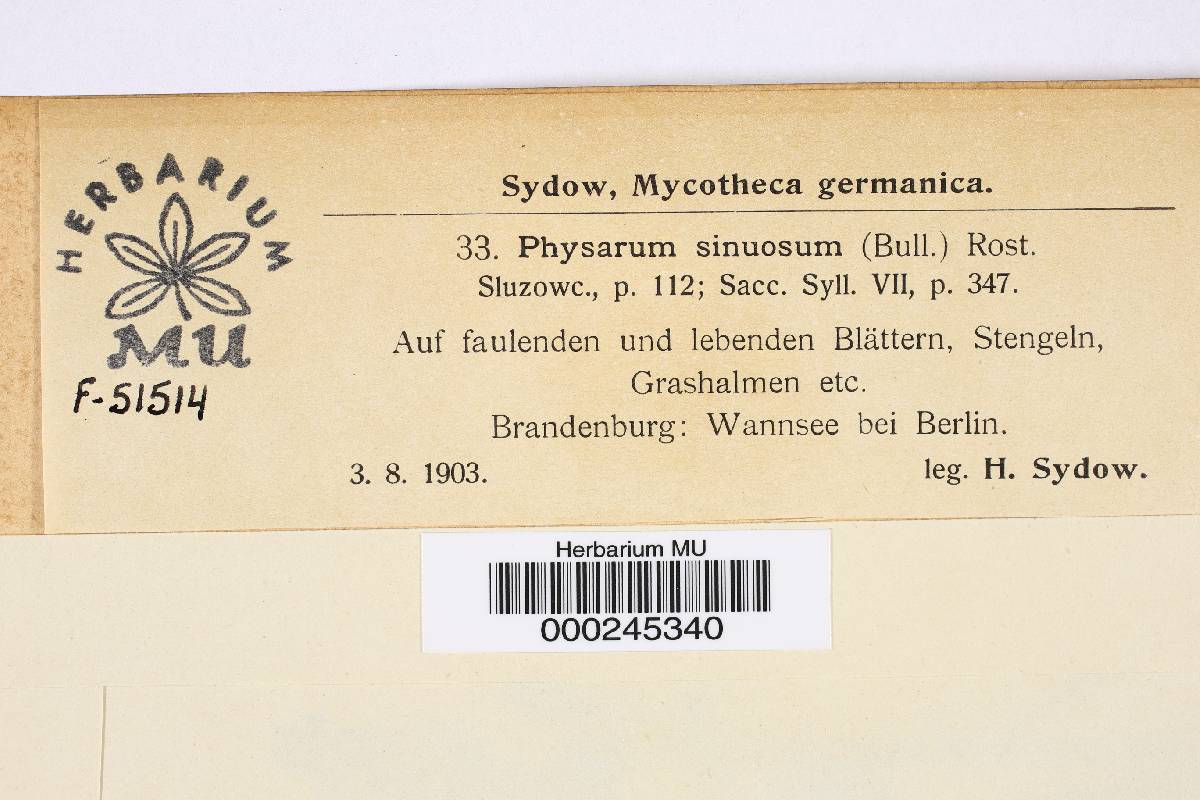 HERBARIUM
MU
F-51514
Sydow, Mycotheca germanica.
33. Physarum sinuosum (Bull.) Rost.
Sluzowc., p. 112; Sacc. Syll. VII, p. 347.
Auf faulenden und lebenden Blättern, Stengeln,
Grashalmen etc.
Brandenburg: Wannsee bei Berlin.
3. 8. 1903. leg. H. Sydow.
Herbarium MU
000245340